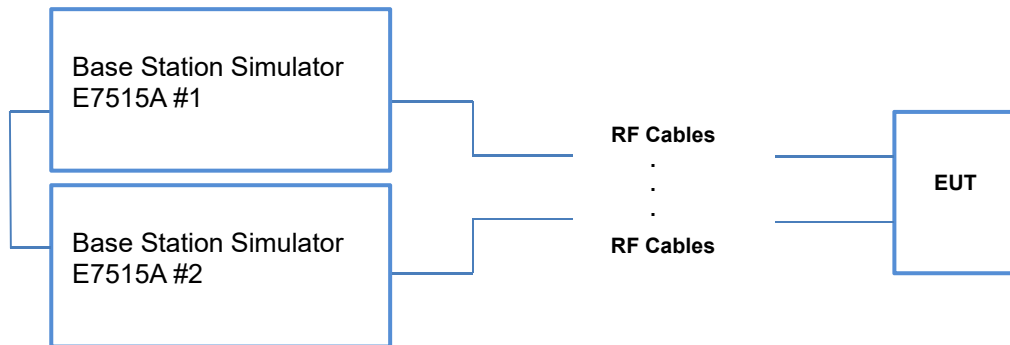 Base Station Simulator
E7515A #1
RF Cables
.
.
.
RF Cables
EUT
Base Station Simulator
E7515A #2